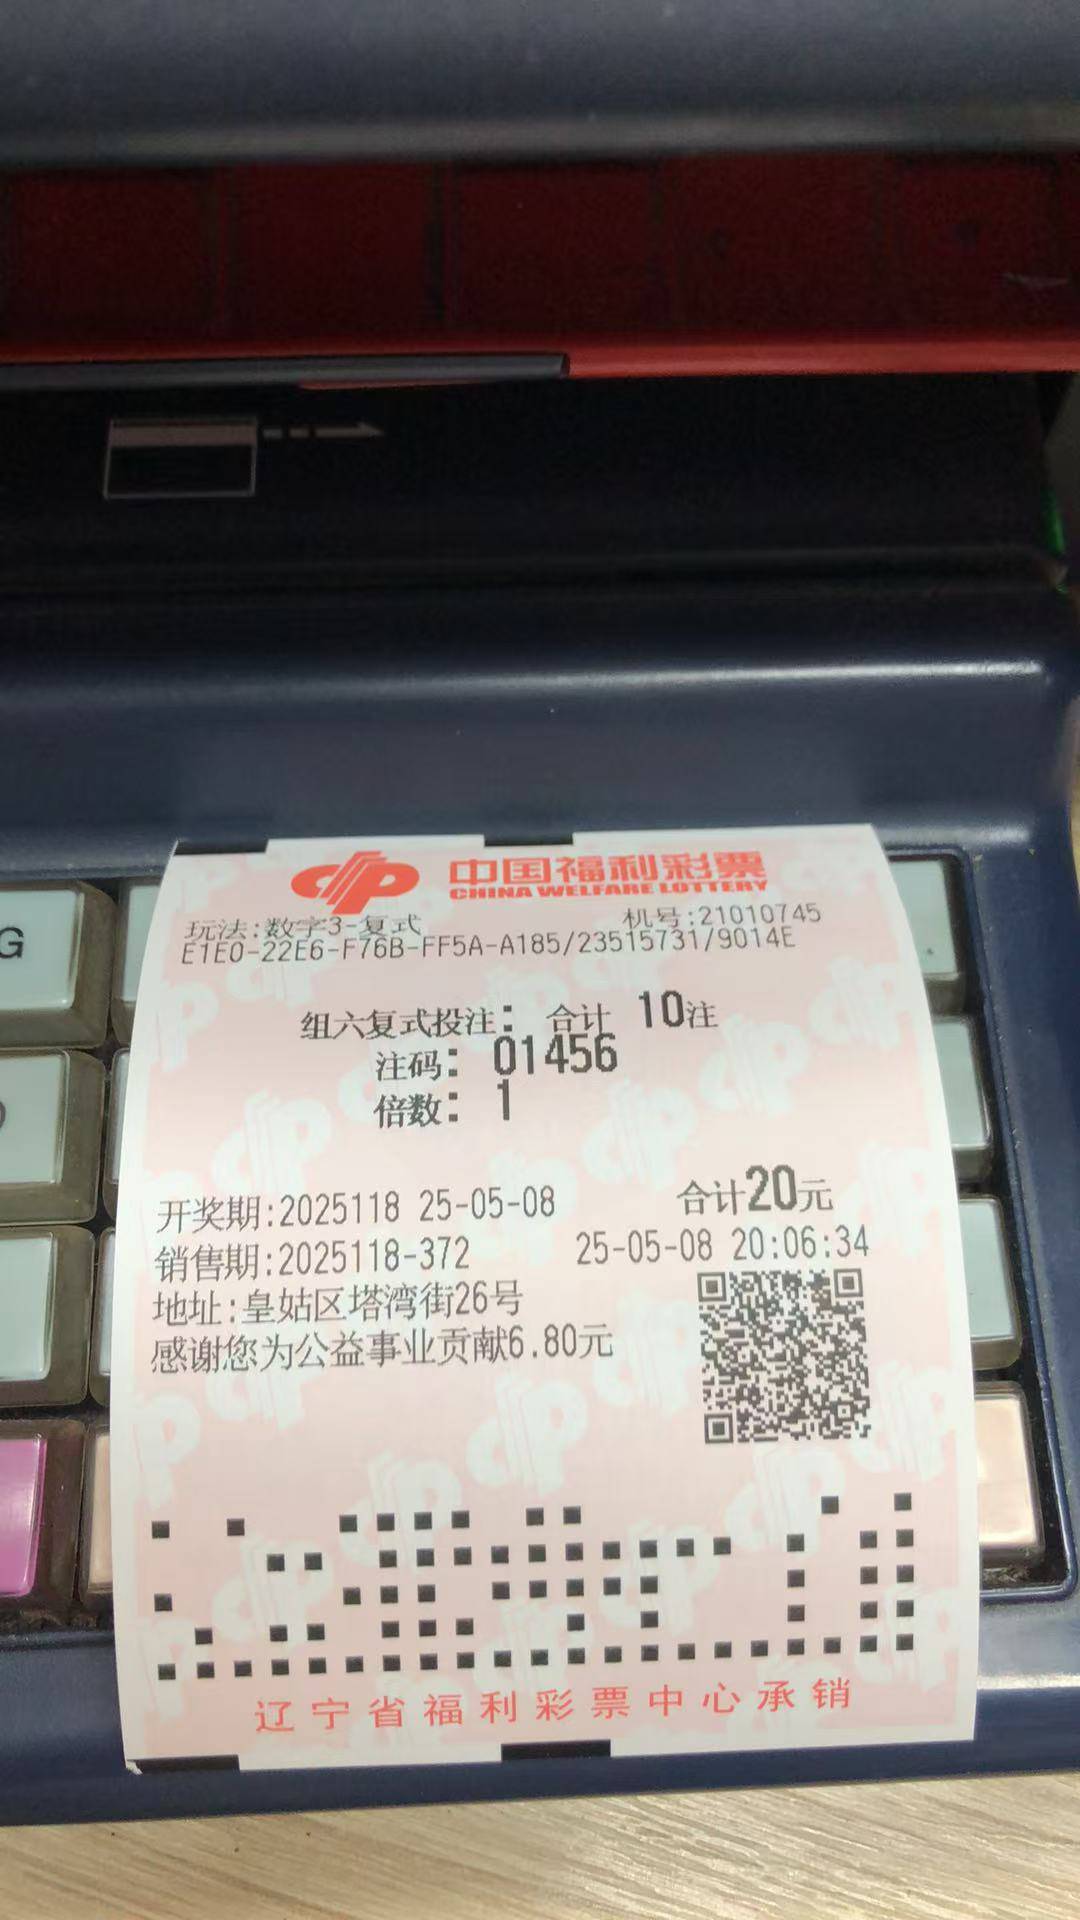 中国福利彩票
CHINA WELFARE LOTTERY
玩法:数字3-复式 机号:21010745
E1E0-22E6-F76B-FF5A-A185/23515731/9014E
组六复式投注: 合计 10注
注码: 01456
倍数: 1
开奖期:2025118 25-05-08 合计20元
销售期:2025118-372 25-05-08 20:06:34
地址:皇姑区塔湾街26号
感谢您为公益事业贡献6.80元
辽宁省福利彩票中心承销
G